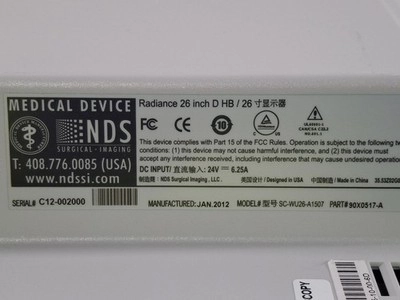 MEDICAL DEVICE
NDS
SURGICAL - IMAGING
T: 408.776.0085 (USA)
www.ndssi.com
Radiance 26 inch D HB / 26 寸显示器
FC CE 10
This device complies with Part 15 of the FCC Rules. Operation is subject to the following
two conditions: (1) this device may not cause harmful interference, and (2) this device
must accept any interference received, including interference that may cause undesired
DC INPUT/ 直流输入: 24V 6.25A
制造商: NDS Surgical Imaging, LLC. 美国设计 / Designed in USA 中国制造 / Made in China
SERIAL# C12-002000 MANUFACTURED: JAN.2012 MODEL# 型号 SC-WU26-A1507 PART# 90X0517-A
COPY